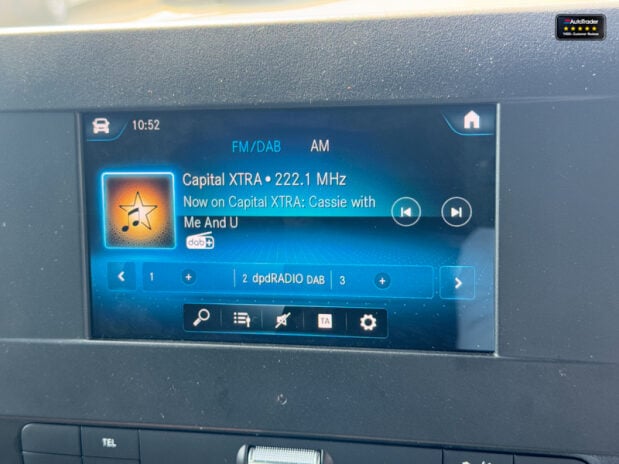 AutoTrader
10:52
FM/DAB AM
Capital XTRA • 222.1 MHz
Now on Capital XTRA: Cassie with
Me And U
dab+
1 + 2 dpdRADIO DAB 3 +
TA
TEL